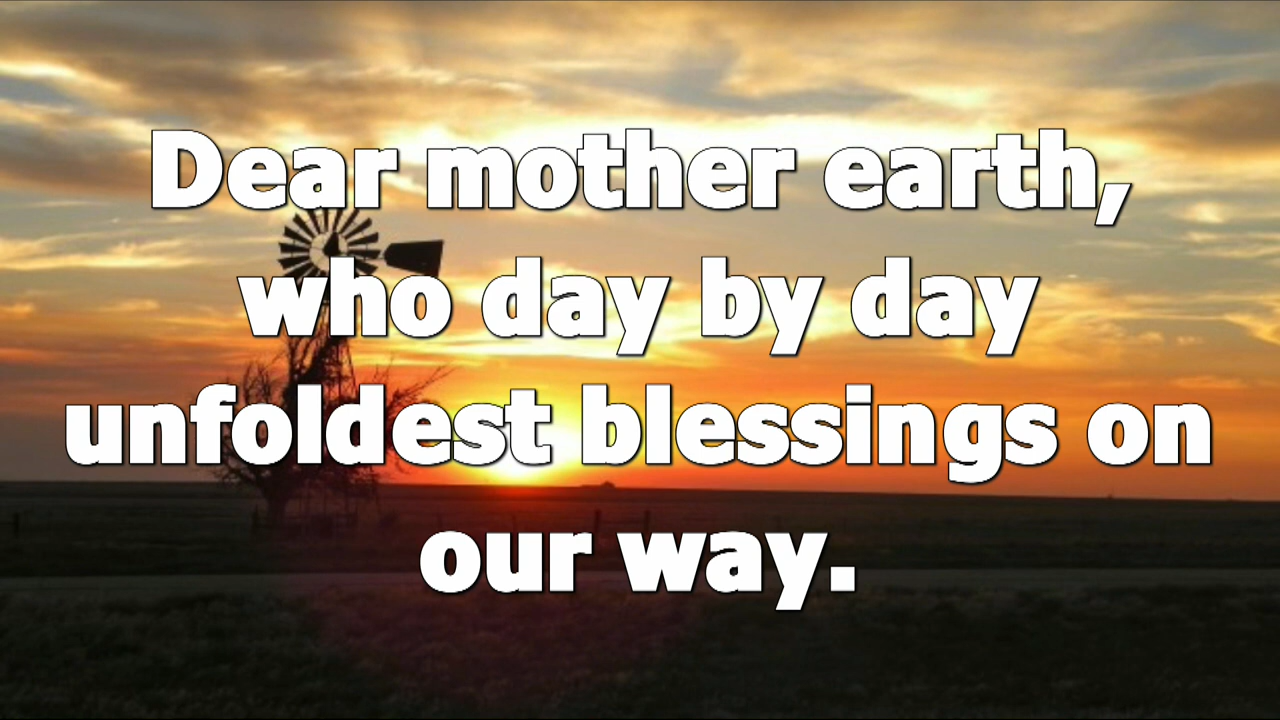 Dear mother earth,
who day by day
unfoldest blessings on
our way.